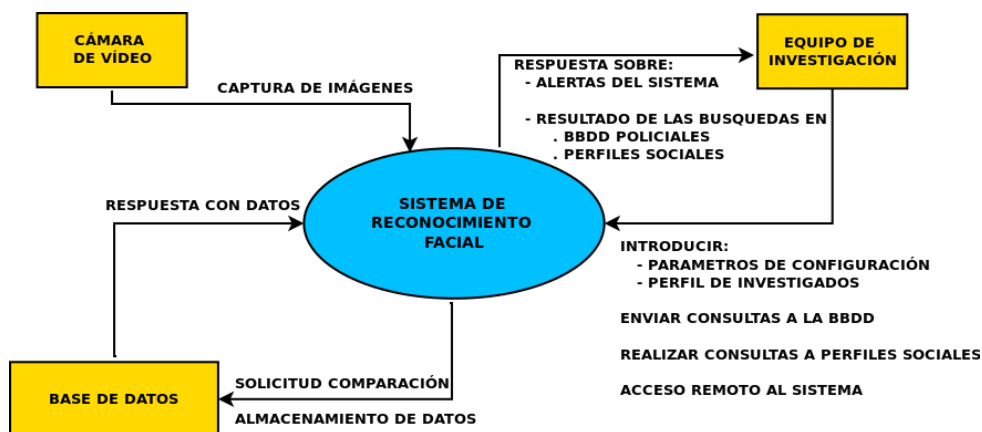 CÁMARA
DE VÍDEO
CAPTURA DE IMÁGENES
RESPUESTA SOBRE:
- ALERTAS DEL SISTEMA
- RESULTADO DE LAS BUSQUEDAS EN
. BBDD POLICIALES
. PERFILES SOCIALES
EQUIPO DE
INVESTIGACIÓN
RESPUESTA CON DATOS
SISTEMA DE
RECONOCIMIENTO
FACIAL
INTRODUCIR:
- PARAMETROS DE CONFIGURACIÓN
- PERFIL DE INVESTIGADOS
ENVIAR CONSULTAS A LA BBDD
REALIZAR CONSULTAS A PERFILES SOCIALES
ACCESO REMOTO AL SISTEMA
BASE DE DATOS
SOLICITUD COMPARACIÓN
ALMACENAMIENTO DE DATOS